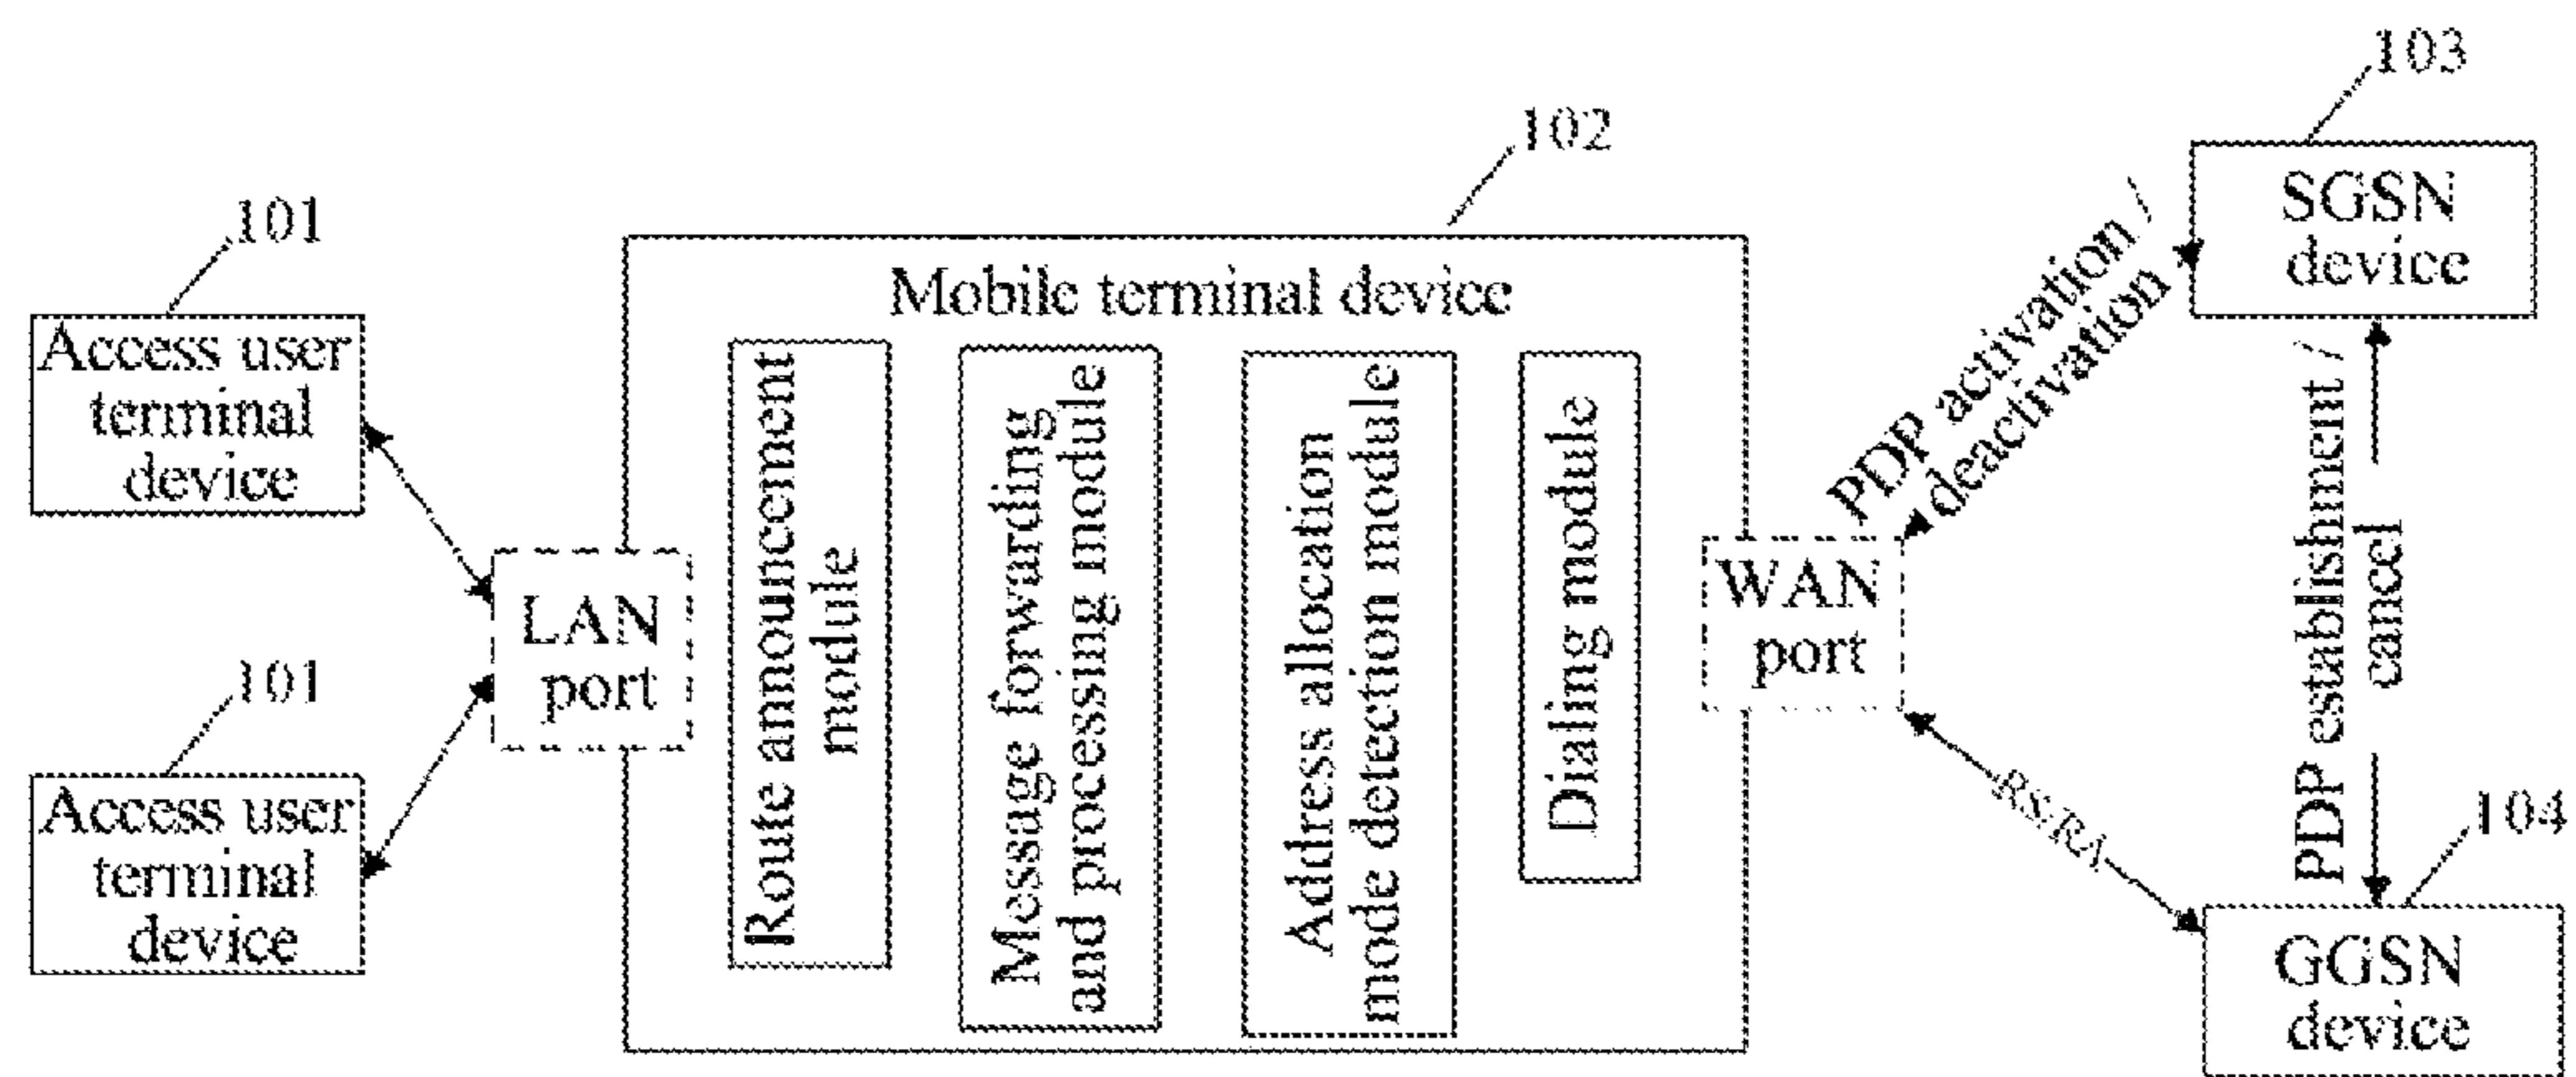 101
Access user
terminal
device
101
Access user
terminal
device
LAN
port
102
Mobile terminal device
Route announcement
module
Message forwarding
and processing module
Address allocation
mode detection module
Dialing module
WAN
port
PDP activation /
deactivation
RS/RA
103
SGSN
device
PDP establishment /
cancel
104
GGSN
device